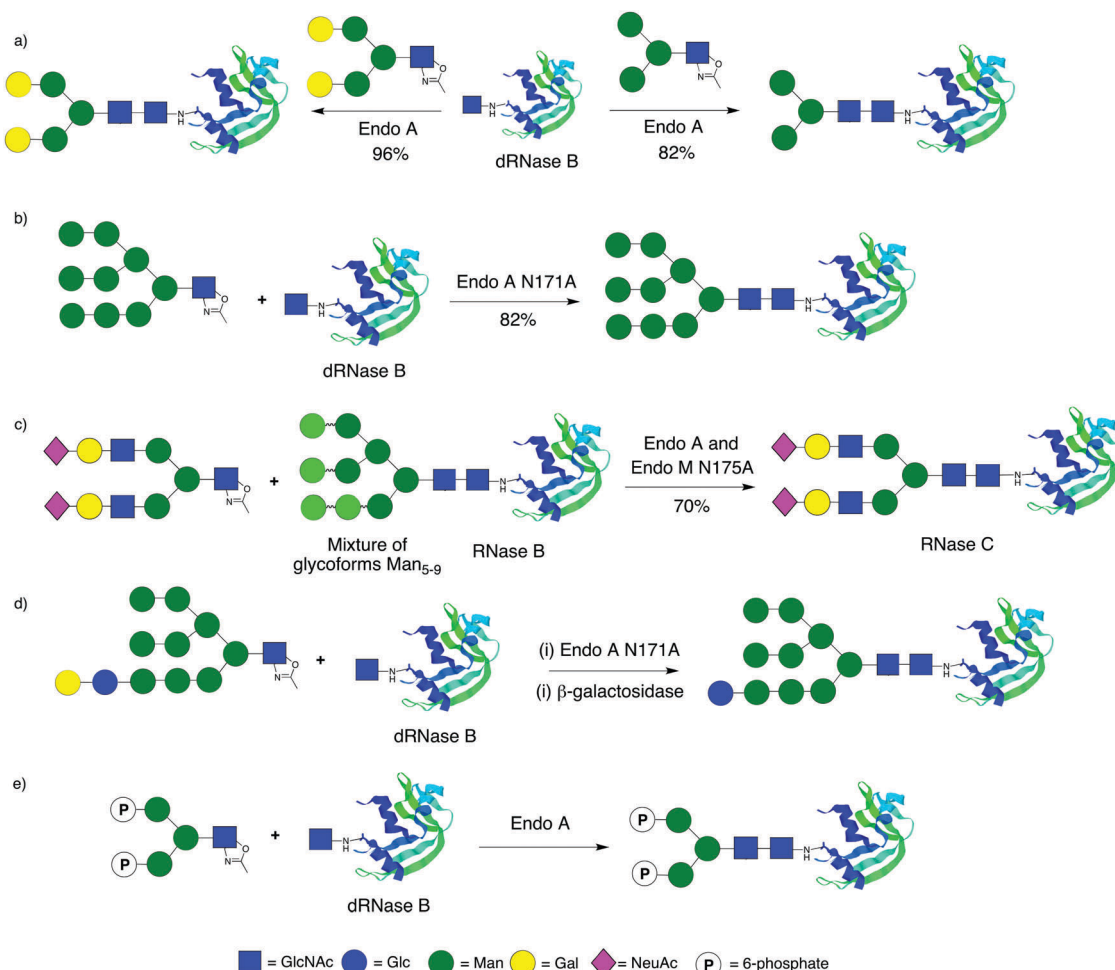 a)
O
N
Endo A
96%
N
H
dRNase B
O
N
Endo A
82%
N
H
b)
O
N
+
N
H
dRNase B
Endo A N171A
82%
N
H
c)
O
N
+
Mixture of
glycoforms Man5-9
N
H
RNase B
Endo A and
Endo M N175A
70%
N
H
RNase C
d)
O
N
+
N
H
dRNase B
(i) Endo A N171A
(i) β-galactosidase
N
H
e)
P
P
O
N
+
N
H
dRNase B
Endo A
P
P
N
H
= GlcNAc = Glc = Man = Gal = NeuAc P = 6-phosphate